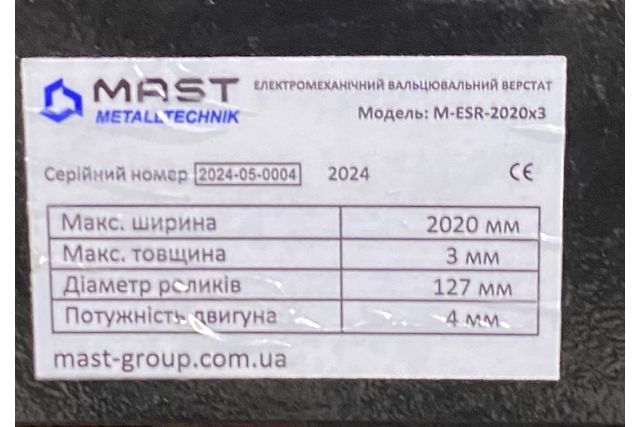 MAST
METALLTECHNIK
ЕЛЕКТРОМЕХАНІЧНИЙ ВАЛЬЦЮВАЛЬНИЙ ВЕРСТАТ
Модель: M-ESR-2020x3
Серійний номер 2024-05-0004 2024 CE
Макс. ширина 2020 мм
Макс. товщина 3 мм
Діаметр роликів 127 мм
Потужність двигуна 4 мм
mast-group.com.ua